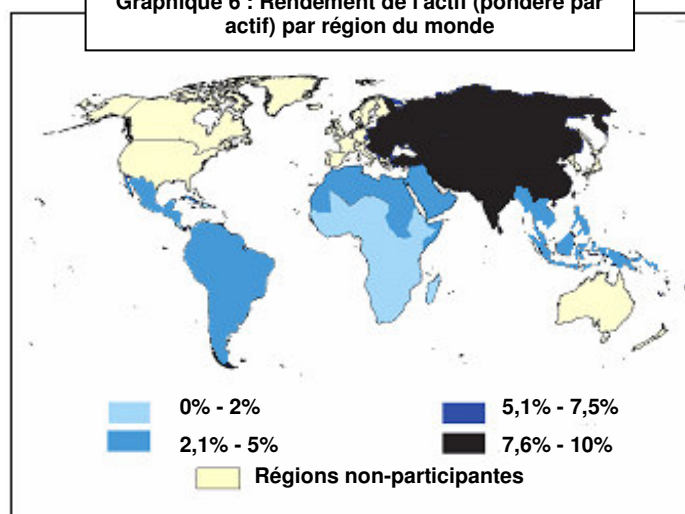 Graphique 6 : Rendement de l'actif (pondéré par
actif) par région du monde
0% - 2%
5,1% - 7,5%
2,1% - 5%
7,6% - 10%
Régions non-participantes